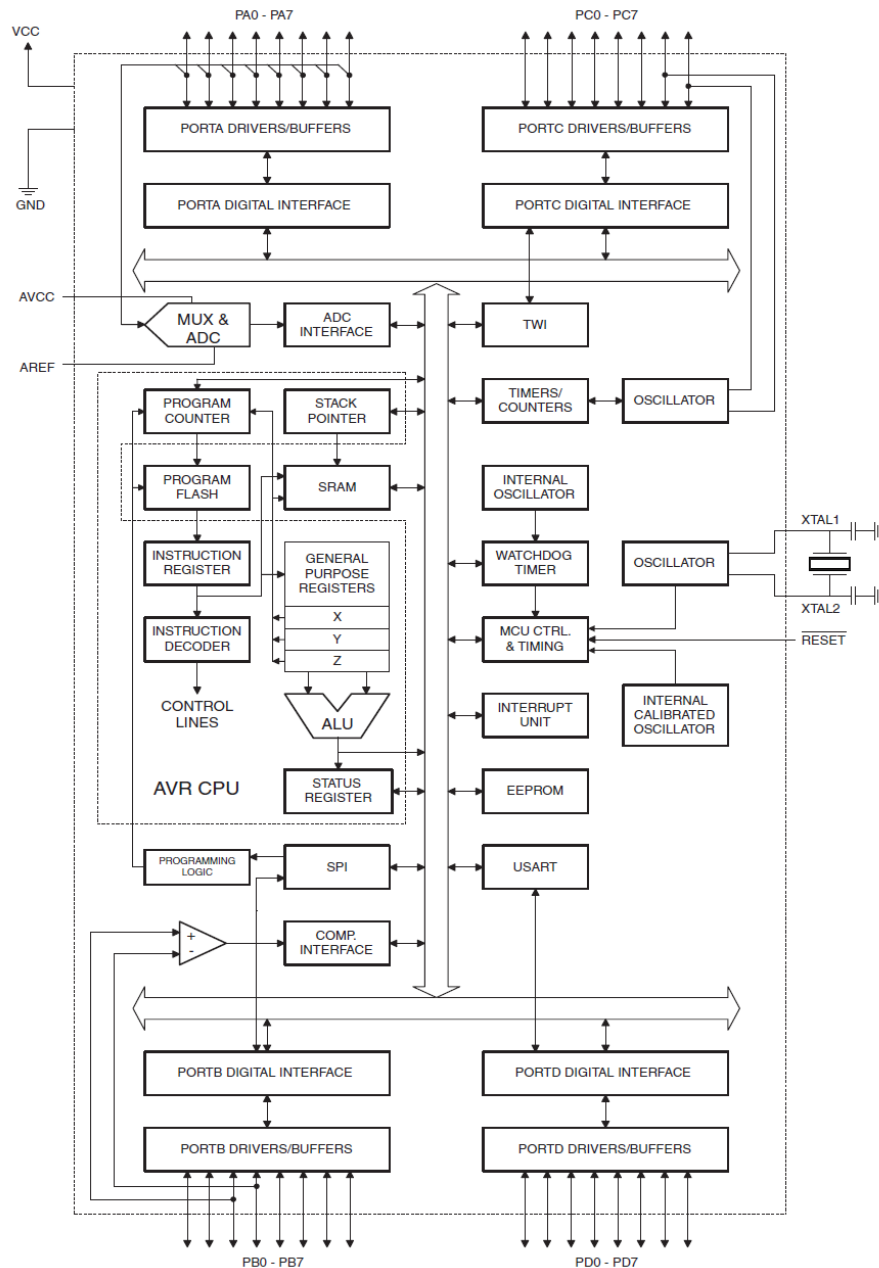 PA0 - PA7
PC0 - PC7
VCC
PORTA DRIVERS/BUFFERS
PORTC DRIVERS/BUFFERS
GND
PORTA DIGITAL INTERFACE
PORTC DIGITAL INTERFACE
AVCC
MUX &
ADC
ADC
INTERFACE
TWI
AREF
PROGRAM
COUNTER
STACK
POINTER
TIMERS/
COUNTERS
OSCILLATOR
PROGRAM
FLASH
SRAM
INTERNAL
OSCILLATOR
XTAL1
INSTRUCTION
REGISTER
GENERAL
PURPOSE
REGISTERS
WATCHDOG
TIMER
OSCILLATOR
XTAL2
X
INSTRUCTION
DECODER
Y
MCU CTRL.
& TIMING
RESET
Z
CONTROL
LINES
ALU
INTERRUPT
UNIT
INTERNAL
CALIBRATED
OSCILLATOR
AVR CPU
STATUS
REGISTER
EEPROM
PROGRAMMING
LOGIC
SPI
USART
+
-
COMP.
INTERFACE
PORTB DIGITAL INTERFACE
PORTD DIGITAL INTERFACE
PORTB DRIVERS/BUFFERS
PORTD DRIVERS/BUFFERS
PB0 - PB7
PD0 - PD7